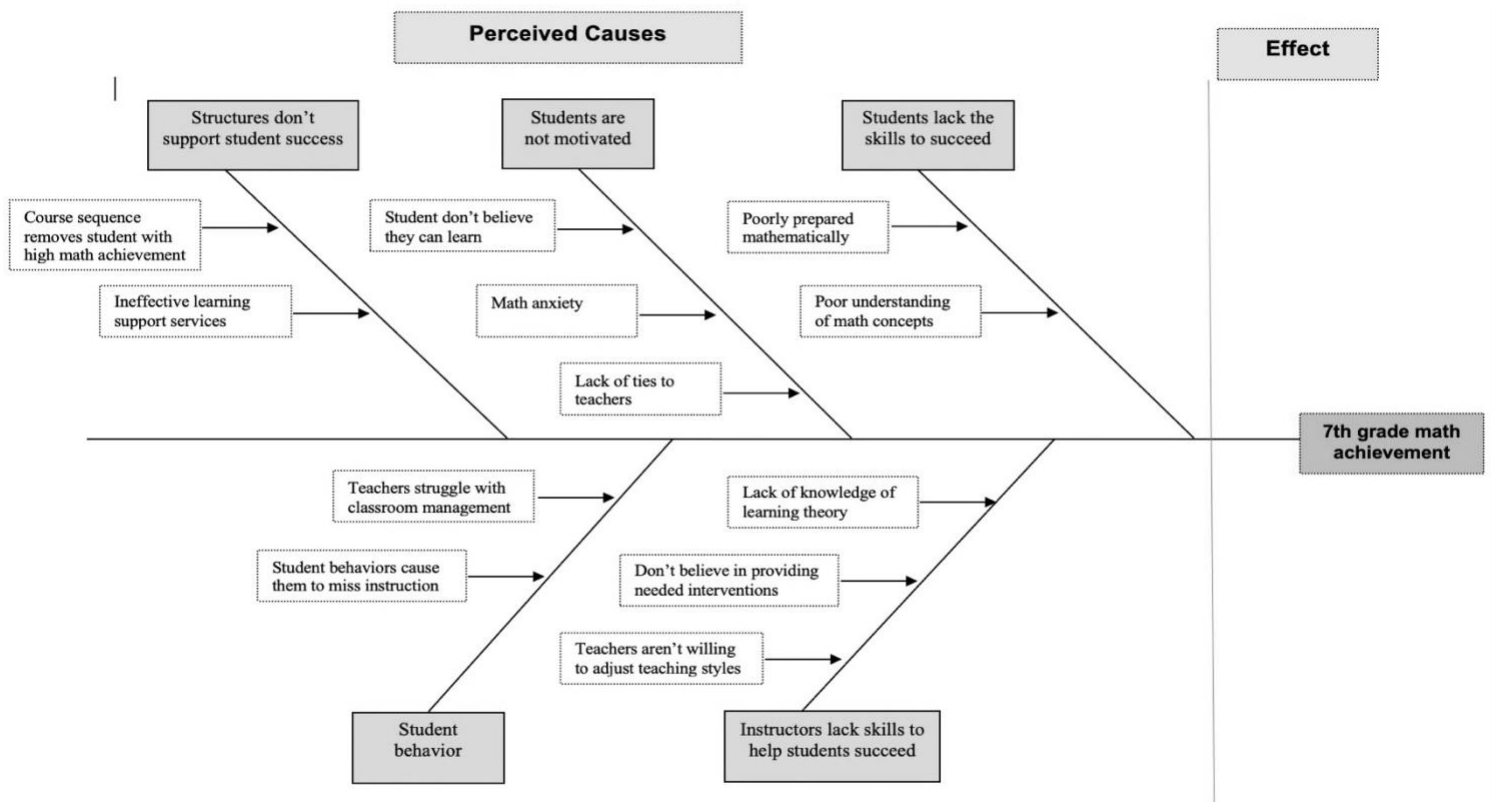 Perceived Causes
Effect
Structures don't
support student success
Students are
not motivated
Students lack the
skills to succeed
Course sequence
removes student with
high math achievement
Student don't believe
they can learn
Poorly prepared
mathematically
Ineffective learning
support services
Math anxiety
Poor understanding
of math concepts
Lack of ties to
teachers
7th grade math
achievement
Teachers struggle with
classroom management
Lack of knowledge of
learning theory
Student behaviors cause
them to miss instruction
Don't believe in providing
needed interventions
Teachers aren't willing
to adjust teaching styles
Student
behavior
Instructors lack skills to
help students succeed